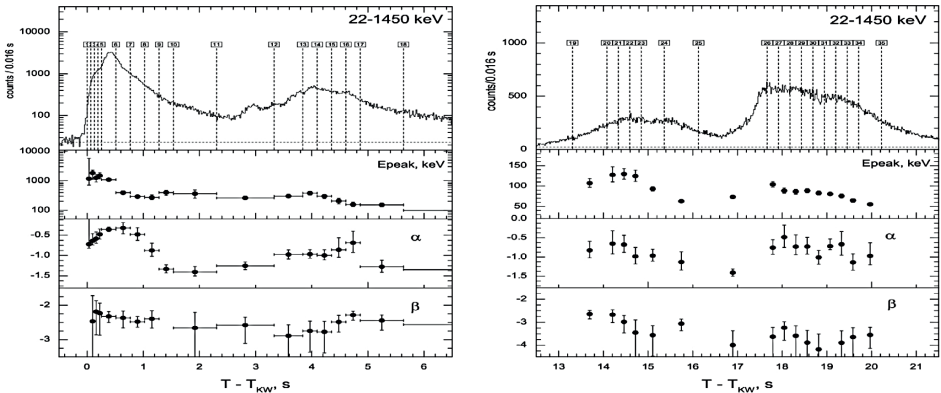 22-1450 keV
counts / 0.016 s
10000
1000
100
1 2 3 4 5 6 7 8 9 10 11 12 13 14 15 16 17 18
Epeak, keV
10000
1000
100
α
-0.5
-1.0
-1.5
β
-2
-3
0 1 2 3 4 5 6
T - T_KW, s
22-1450 keV
counts/0.016 s
1000
500
0
19 20 21 22 23 24 25 26 27 28 29 30 31 32 33 34 35
Epeak, keV
150
100
50
0.0
α
-0.5
-1.0
-1.5
β
-2
-3
-4
13 14 15 16 17 18 19 20 21
T - T_KW, s